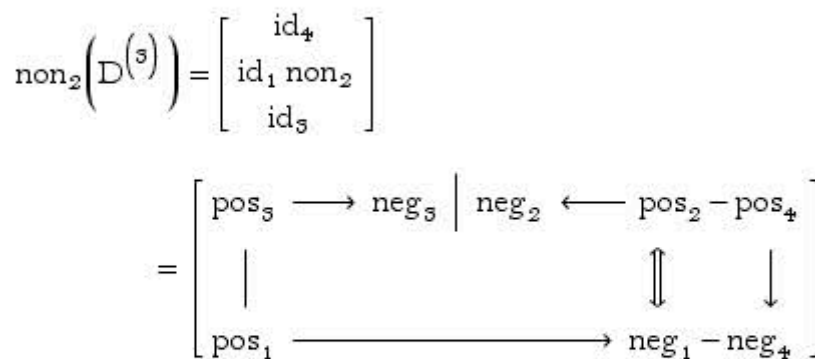 id₄
non₂(D⁽³⁾) = [ id₁ non₂ ]
id₃
= [ pos₃ ⟶ neg₃ | neg₂ ⟵ pos₂ – pos₄ ]
| ⇕ ↓
pos₁ ⟶ neg₁ – neg₄